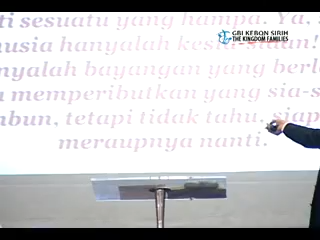 GBI KEBON SIRIH
THE KINGDOM FAMILIES
ti sesuatu yang hampa. Ya,
usia hanyalah
nyalah bayangan yang
mempeributkan yang sia-s
bun, tetapi tidak tahu, siap
meraupnya nanti.